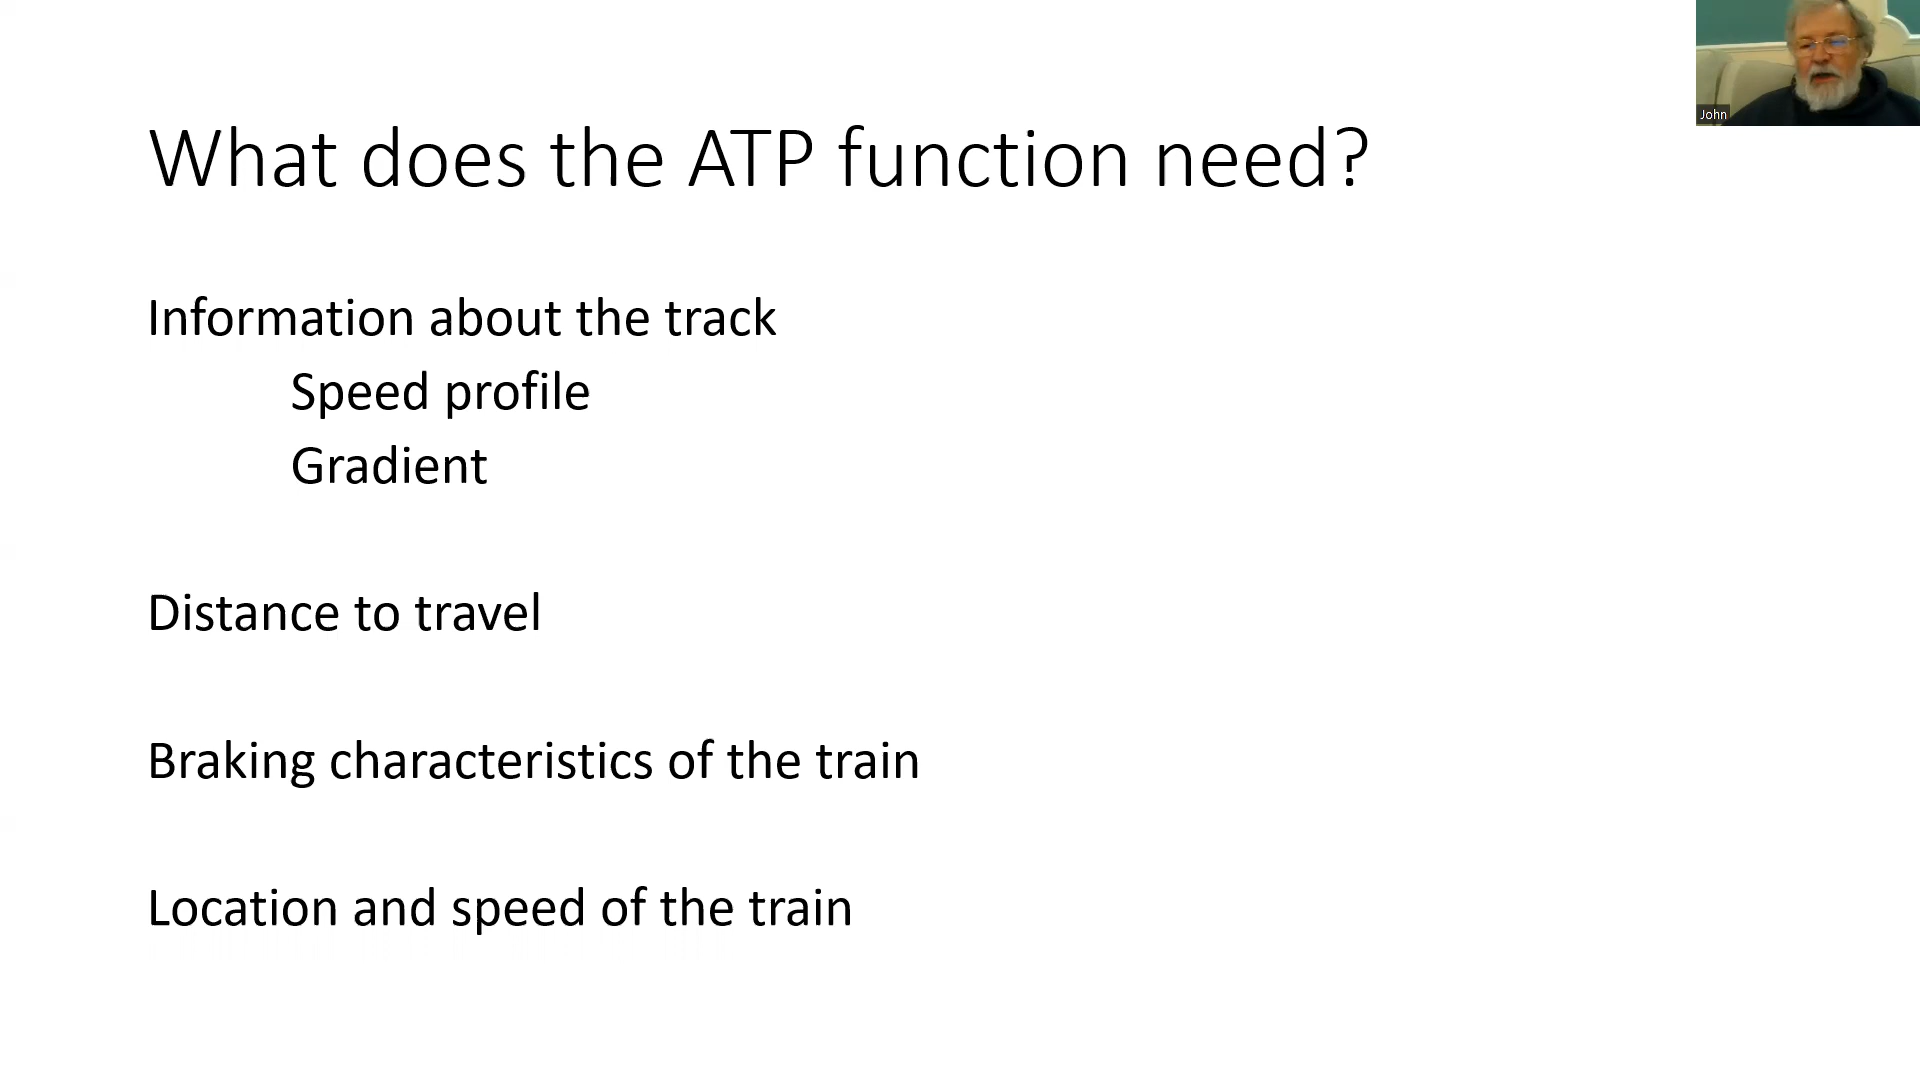 What does the ATP function need?
John
Information about the track
Speed profile
Gradient
Distance to travel
Braking characteristics of the train
Location and speed of the train